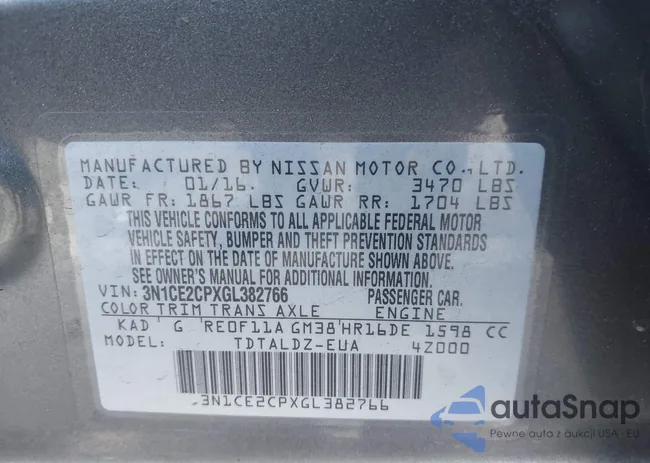 MANUFACTURED BY NISSAN MOTOR CO., LTD.
DATE: 01/16. GVWR: 3470 LBS
GAWR FR: 1867 LBS GAWR RR: 1704 LBS
THIS VEHICLE CONFORMS TO ALL APPLICABLE FEDERAL MOTOR
VEHICLE SAFETY, BUMPER AND THEFT PREVENTION STANDARDS
IN EFFECT ON THE DATE OF MANUFACTURE SHOWN ABOVE.
SEE OWNER'S MANUAL FOR ADDITIONAL INFORMATION.
VIN: 3N1CE2CPXGL382766 PASSENGER CAR.
COLOR TRIM TRANS AXLE ENGINE
KAD G RE0F11A GM38 HR16DE 1598 CC
MODEL: TDTALDZ-EUA 4Z000
3N1CE2CPXGL382766
autaSnap
Pewne auto z aukcji USA - EU